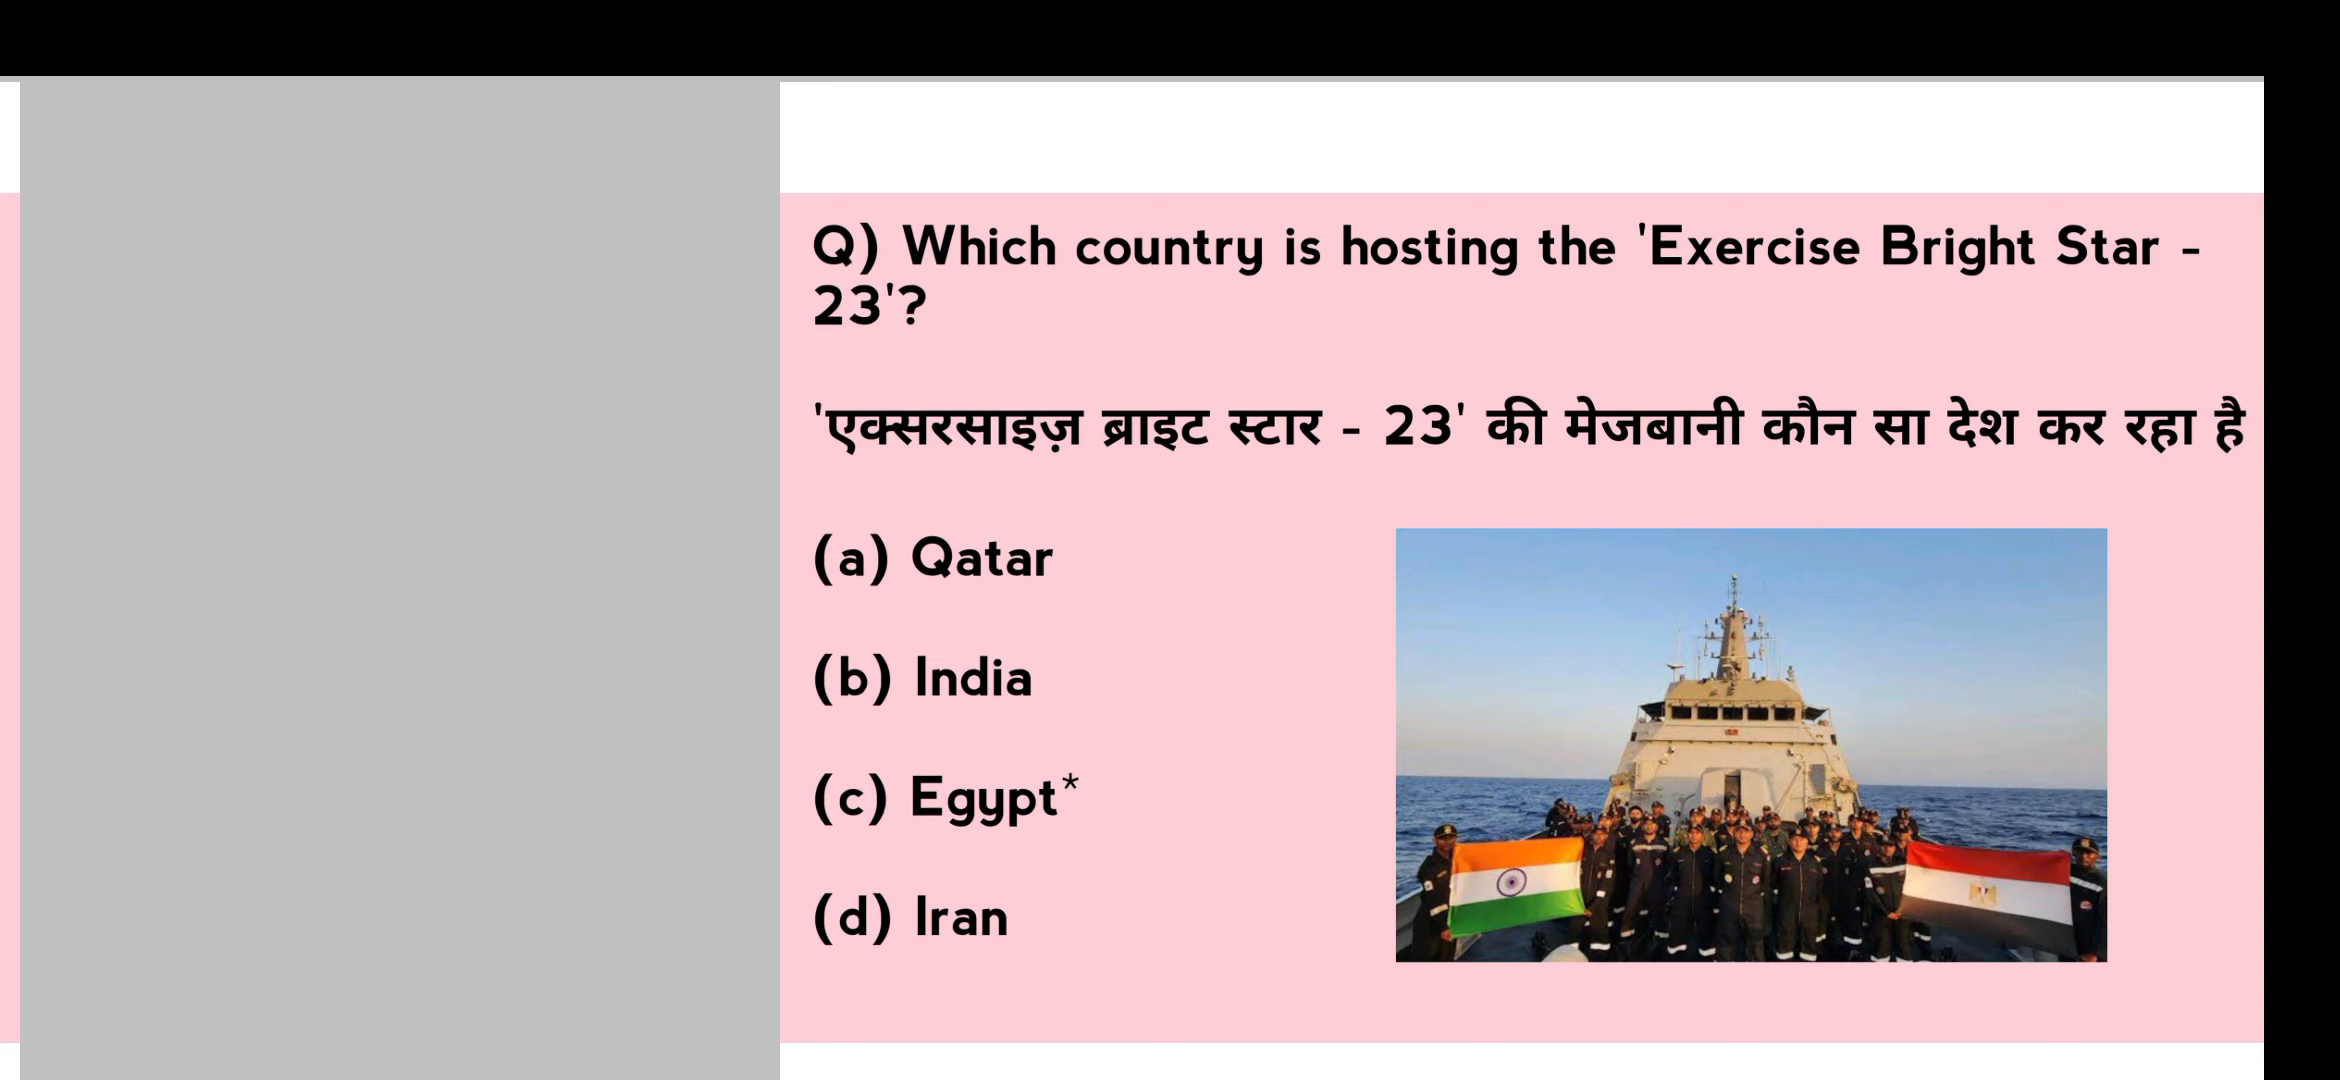 Q) Which country is hosting the 'Exercise Bright Star -
23'?
'एक्सरसाइज़ ब्राइट स्टार - 23' की मेजबानी कौन सा देश कर रहा है
(a) Qatar
(b) India
(c) Egypt*
(d) Iran